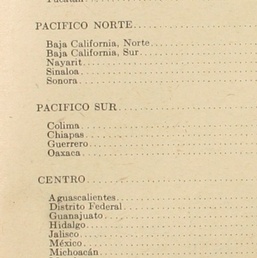 Yucatán
PACIFICO NORTE
Baja California, Norte
Baja California, Sur
Nayarit
Sinaloa
Sonora
PACIFICO SUR
Colima
Chiapas
Guerrero
Oaxaca
CENTRO
Aguascalientes
Distrito Federal
Guanajuato
Hidalgo
Jalisco
México
Michoacán